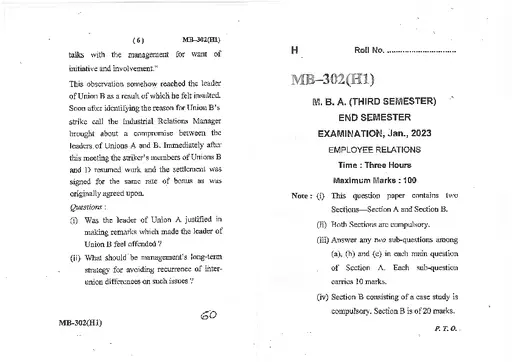 ( 6 ) MB–302(H1)
talks with the management for want of
initiative and involvement."
This observation somehow reached the leader
of Union B as a result of which he felt insulted.
Soon after identifying the reason for Union B's
strike call the Industrial Relations Manager
brought about a compromise between the
leaders of Unions A and B. Immediately after
this meeting the striker's members of Unions B
and D resumed work and the settlement was
signed for the same rate of bonus as was
originally agreed upon.
Questions :
(i) Was the leader of Union A justified in
making remarks which made the leader of
Union B feel offended ?
(ii) What should be management's long-term
strategy for avoiding recurrence of inter-
union differences on such issues ?
MB–302(H1)
60
H Roll No. ..............................
MB–302(H1)
M. B. A. (THIRD SEMESTER)
END SEMESTER
EXAMINATION, Jan., 2023
EMPLOYEE RELATIONS
Time : Three Hours
Maximum Marks : 100
Note : (i) This question paper contains two
Sections—Section A and Section B.
(ii) Both Sections are compulsory.
(iii) Answer any two sub-questions among
(a), (b) and (c) in each main question
of Section A. Each sub-question
carries 10 marks.
(iv) Section B consisting of a case study is
compulsory. Section B is of 20 marks.
P. T. O.